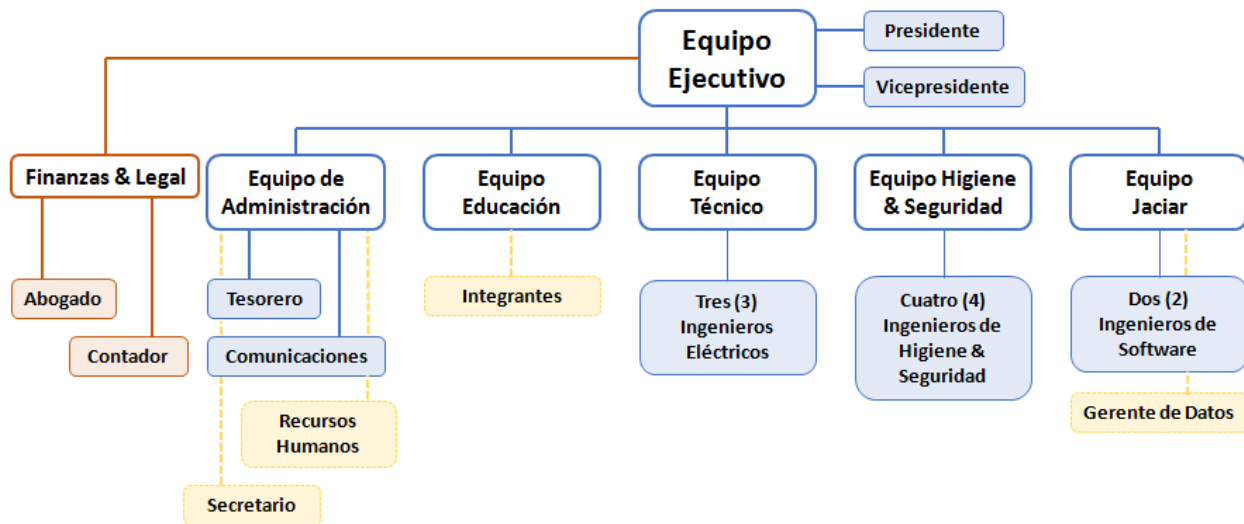 Equipo
Ejecutivo
Presidente
Vicepresidente
Finanzas & Legal
Equipo de
Administración
Equipo
Educación
Equipo
Técnico
Equipo Higiene
& Seguridad
Equipo
Jaciar
Abogado
Contador
Tesorero
Comunicaciones
Recursos
Humanos
Secretario
Integrantes
Tres (3)
Ingenieros
Eléctricos
Cuatro (4)
Ingenieros de
Higiene &
Seguridad
Dos (2)
Ingenieros de
Software
Gerente de Datos